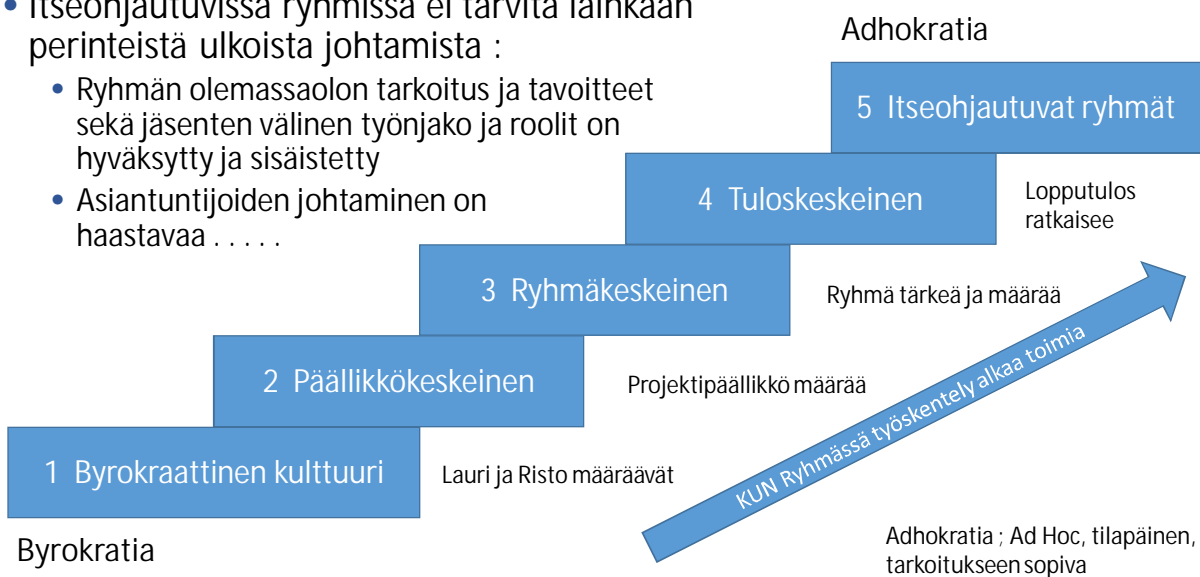 • Itseohjautuvissa ryhmissä ei tarvita lainkaan
perinteistä ulkoista johtamista :
• Ryhmän olemassaolon tarkoitus ja tavoitteet
sekä jäsenten välinen työnjako ja roolit on
hyväksytty ja sisäistetty
• Asiantuntijoiden johtaminen on
haastavaa . . . . .
Adhokratia
5 Itseohjautuvat ryhmät
4 Tuloskeskeinen
Lopputulos
ratkaisee
3 Ryhmäkeskeinen
Ryhmä tärkeä ja määrää
2 Päällikkökeskeinen
Projektipäällikkö määrää
1 Byrokraattinen kulttuuri
Lauri ja Risto määräävät
KUN Ryhmässä työskentely alkaa toimia
Byrokratia
Adhokratia ; Ad Hoc, tilapäinen,
tarkoitukseen sopiva